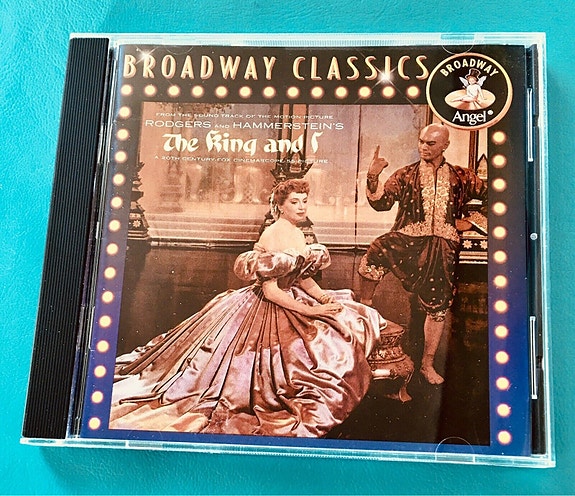 BROADWAY CLASSICS
BROADWAY
Angel®
FROM THE SOUND TRACK OF THE MOTION PICTURE
RODGERS AND HAMMERSTEIN'S
The King and I
A 20TH CENTURY-FOX CINEMASCOPE 55 PICTURE